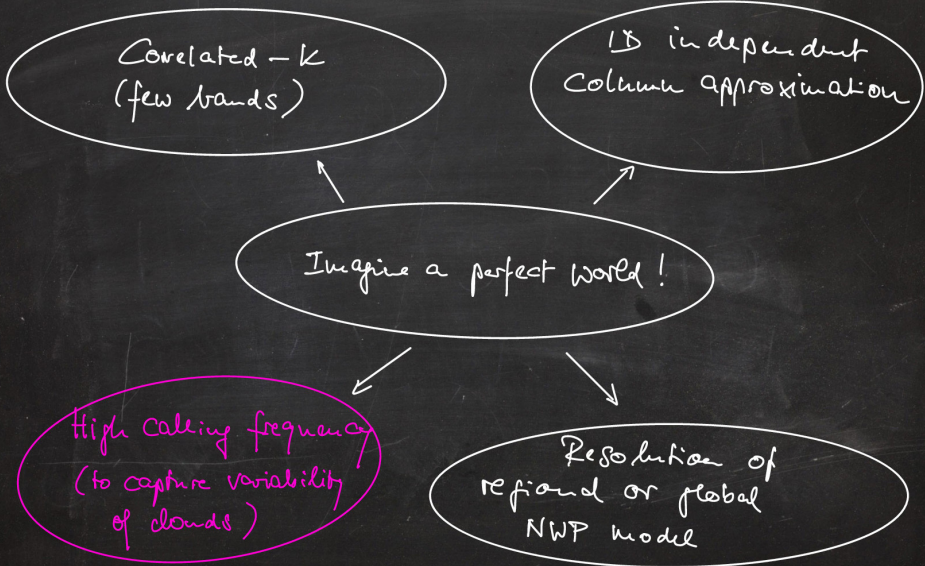 Correlated-K
(few bands)
1D independent
column approximation
Imagine a perfect world!
High calling frequency
(to capture variability
of clouds)
Resolution of
regional or global
NWP model